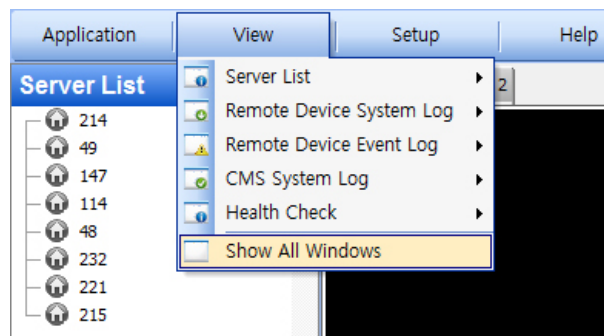 Application View Setup Help
Server List
2
214
49
147
114
48
232
221
215
Server List
Remote Device System Log
Remote Device Event Log
CMS System Log
Health Check
Show All Windows